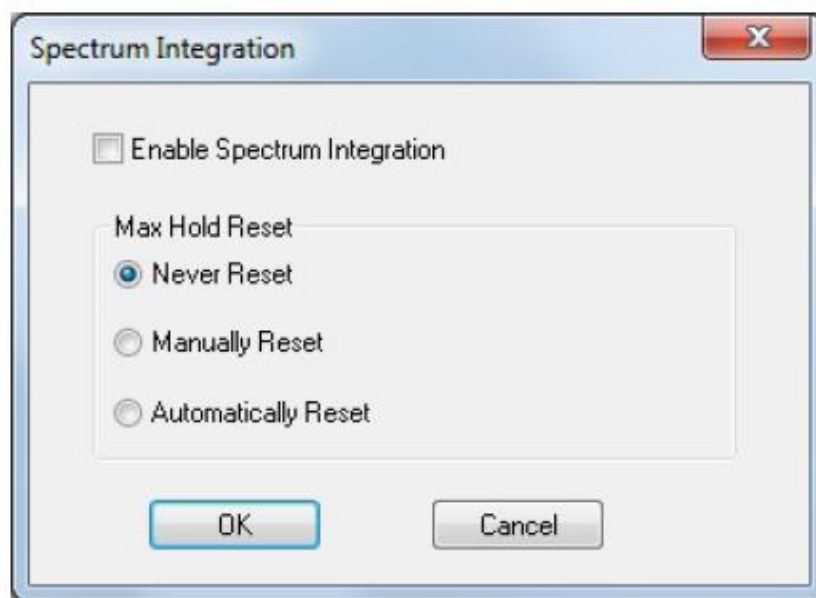 Spectrum Integration
Enable Spectrum Integration
Max Hold Reset
Never Reset
Manually Reset
Automatically Reset
OK Cancel